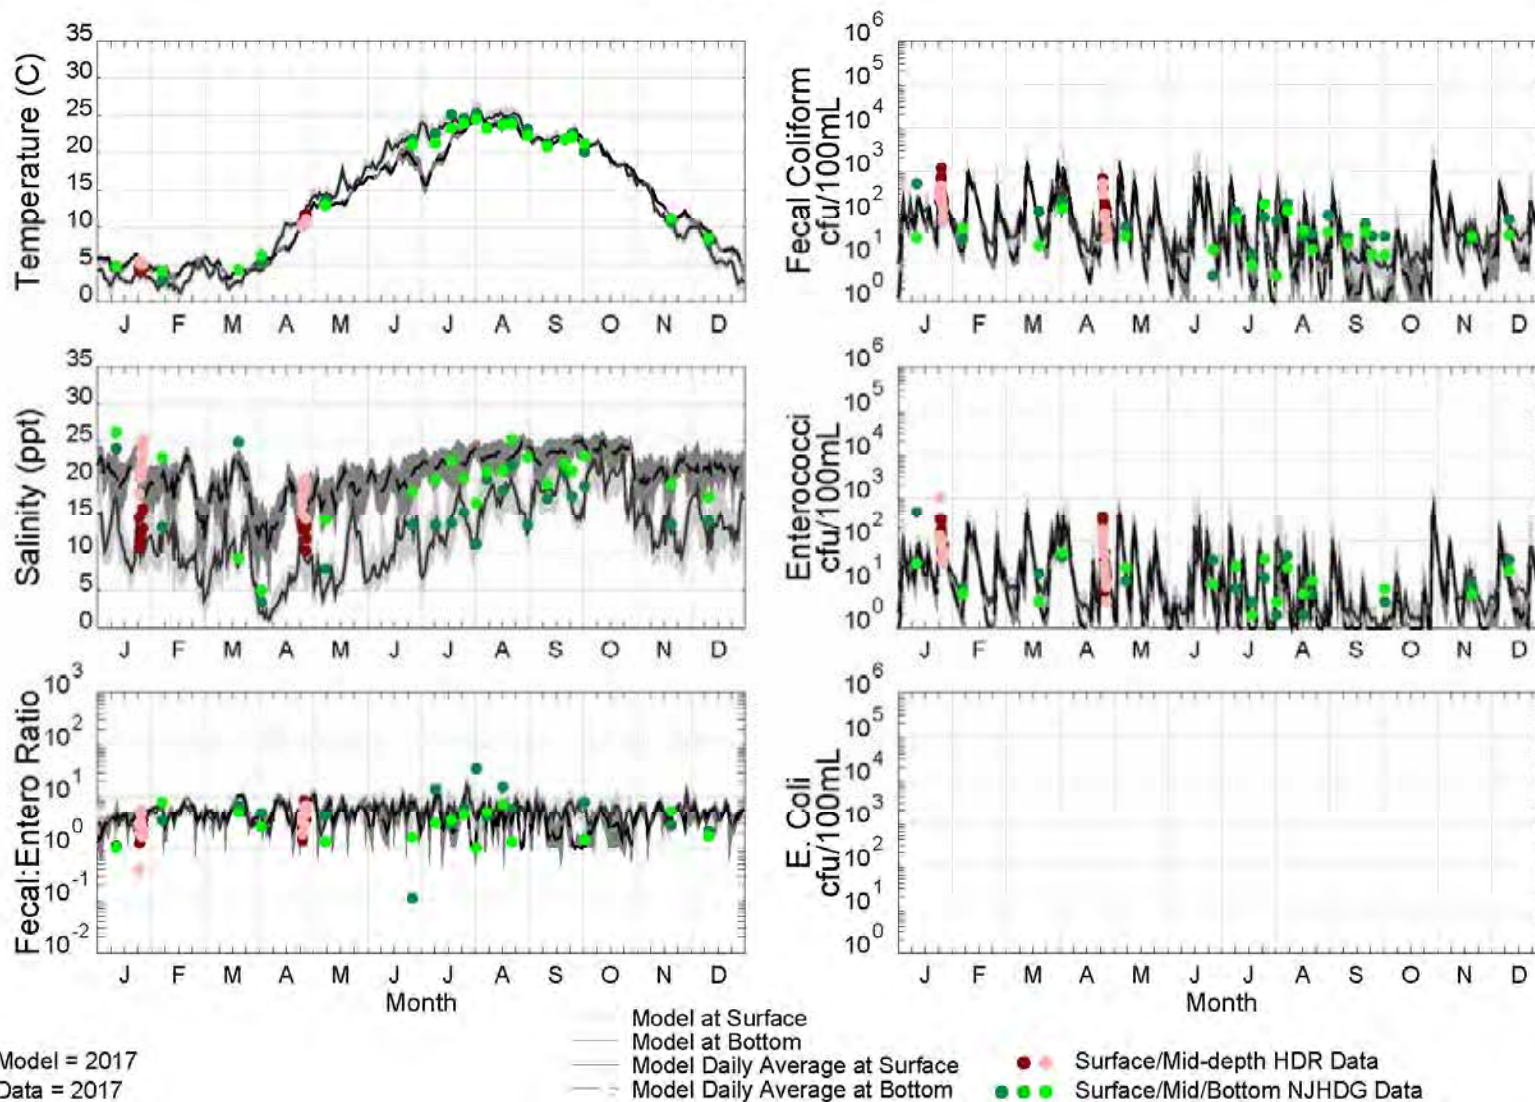 Temperature (C)
35
30
25
20
15
10
5
0
J F M A M J J A S O N D
Fecal Coliform
cfu/100mL
10^6
10^5
10^4
10^3
10^2
10^1
10^0
J F M A M J J A S O N D
Salinity (ppt)
35
30
25
20
15
10
5
0
J F M A M J J A S O N D
Enterococci
cfu/100mL
10^6
10^5
10^4
10^3
10^2
10^1
10^0
J F M A M J J A S O N D
Fecal:Entero Ratio
10^3
10^2
10^1
10^0
10^-1
10^-2
J F M A M J J A S O N D
Month
E. Coli
cfu/100mL
10^6
10^5
10^4
10^3
10^2
10^1
10^0
J F M A M J J A S O N D
Month
Model = 2017
Data = 2017
Model at Surface
Model at Bottom
Model Daily Average at Surface
Model Daily Average at Bottom
Surface/Mid-depth HDR Data
Surface/Mid/Bottom NJHDG Data